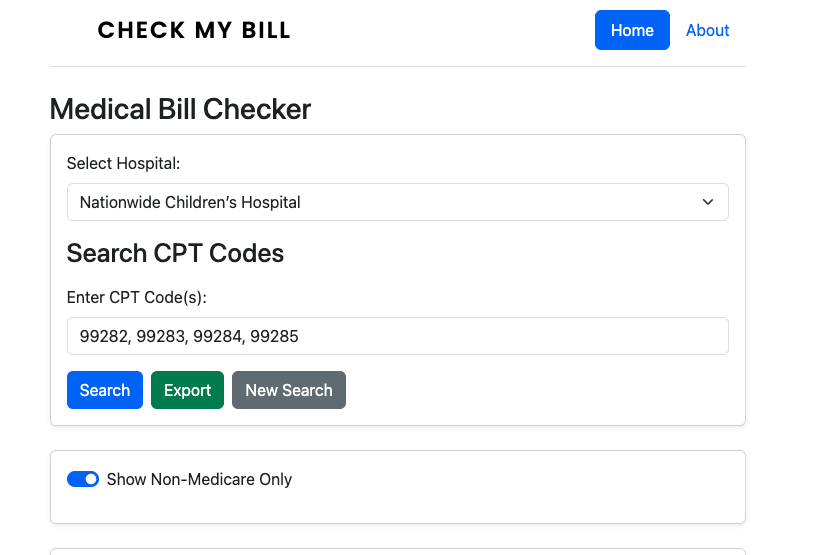 CHECK MY BILL
Home
About
Medical Bill Checker
Select Hospital:
Nationwide Children's Hospital
Search CPT Codes
Enter CPT Code(s):
99282, 99283, 99284, 99285
Search
Export
New Search
Show Non-Medicare Only